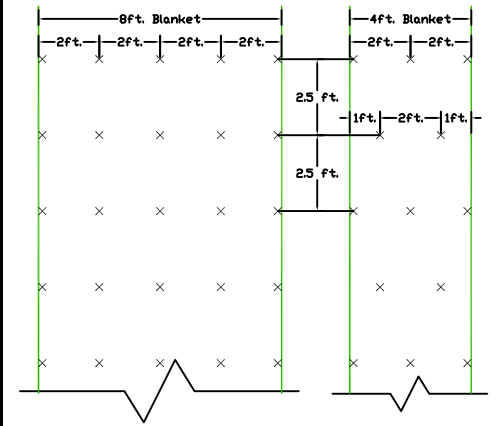 8ft. Blanket
4ft. Blanket
2ft. 2ft. 2ft. 2ft.
2ft. 2ft.
2.5 ft.
1ft. 2ft. 1ft.
2.5 ft.